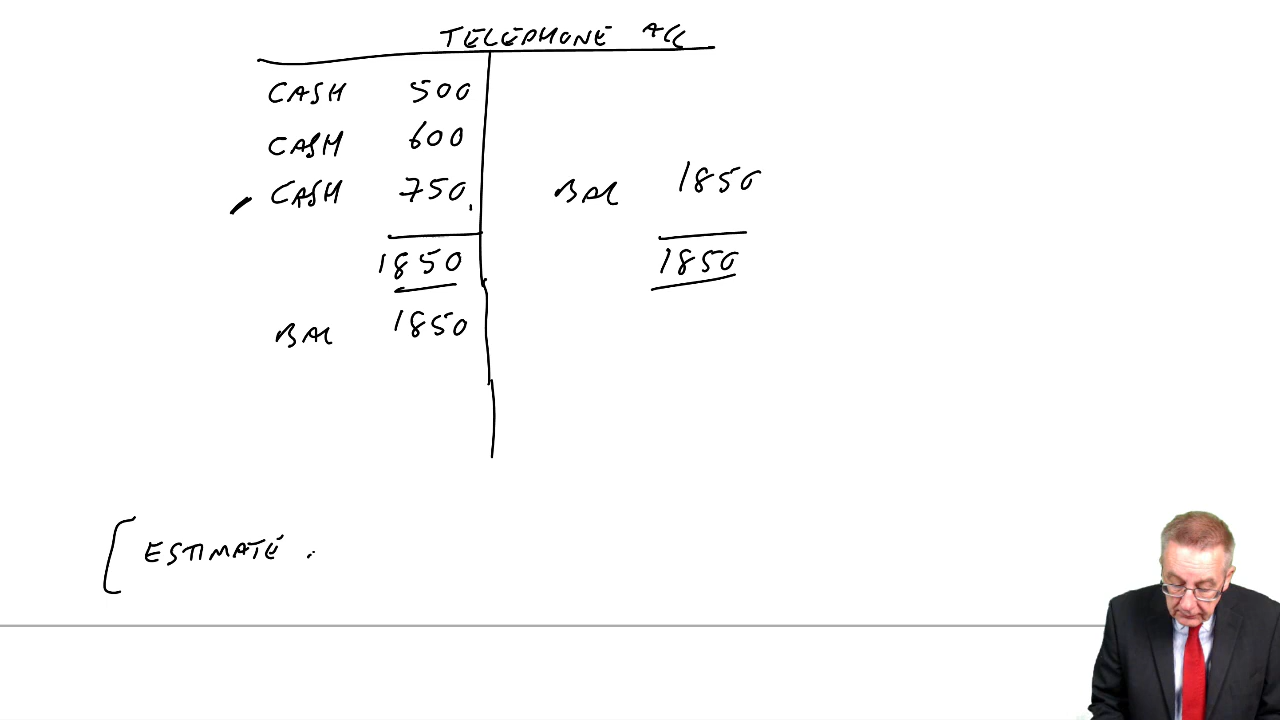 TELEPHONE A/C
CASH 500
CASH 600
CASH 750
BAL 1850
1850 1850
BAL 1850
[ESTIMATE